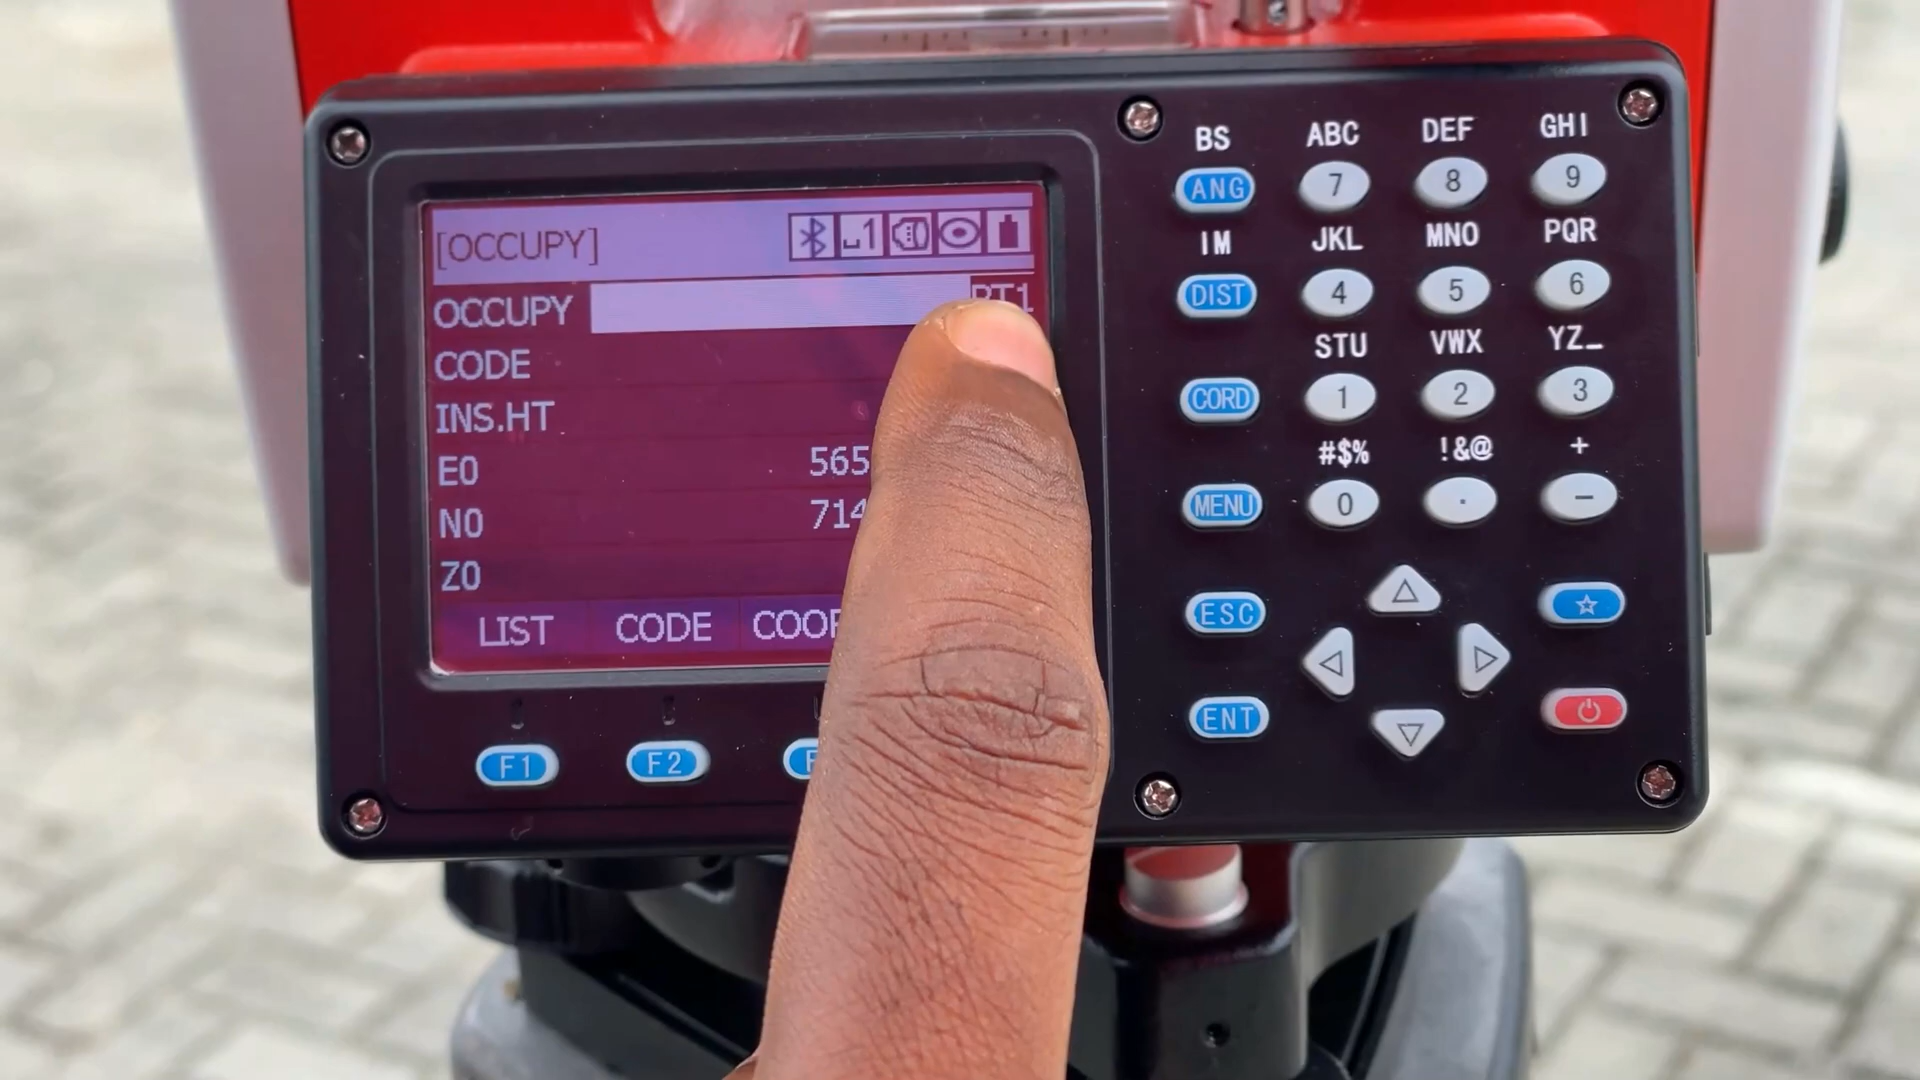 [OCCUPY] 1
OCCUPY PT1
CODE
INS.HT
E0 565
N0 714
Z0
LIST CODE
F1 F2
BS ABC DEF GHI
ANG 7 8 9
IM JKL MNO PQR
DIST 4 5 6
STU VWX YZ_
CORD 1 2 3
#$% !&@ +
MENU 0 . -
ESC
ENT